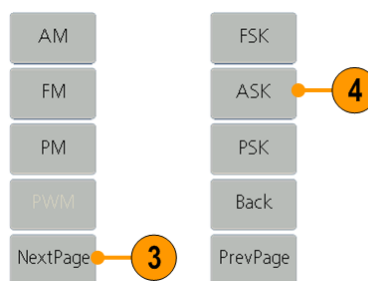 AM
FM
PM
PWM
NextPage
3
FSK
ASK
4
PSK
Back
PrevPage